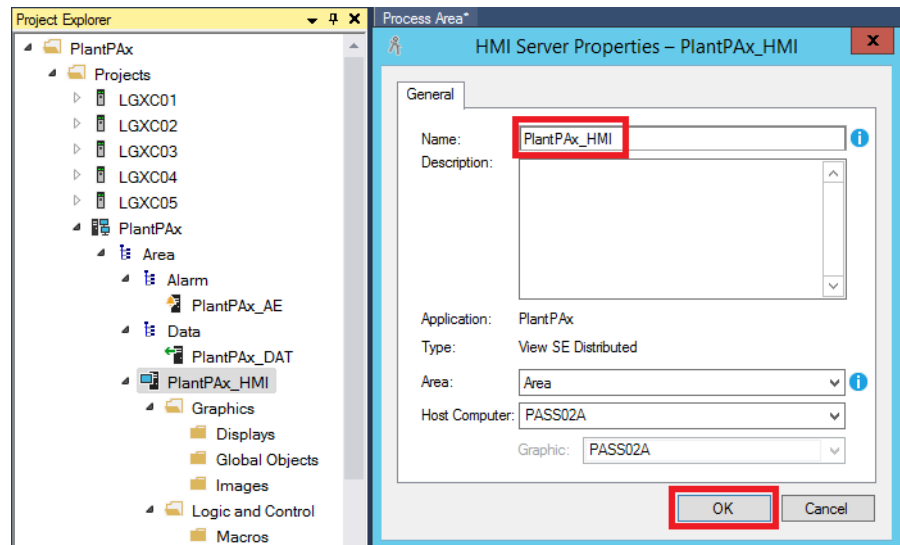 Project Explorer
PlantPAx
Projects
LGXC01
LGXC02
LGXC03
LGXC04
LGXC05
PlantPAx
Area
Alarm
PlantPAx_AE
Data
PlantPAx_DAT
PlantPAx_HMI
Graphics
Displays
Global Objects
Images
Logic and Control
Macros
Process Area*
HMI Server Properties – PlantPAx_HMI
General
Name: PlantPAx_HMI
Description:
Application: PlantPAx
Type: View SE Distributed
Area: Area
Host Computer: PASS02A
Graphic: PASS02A
OK Cancel